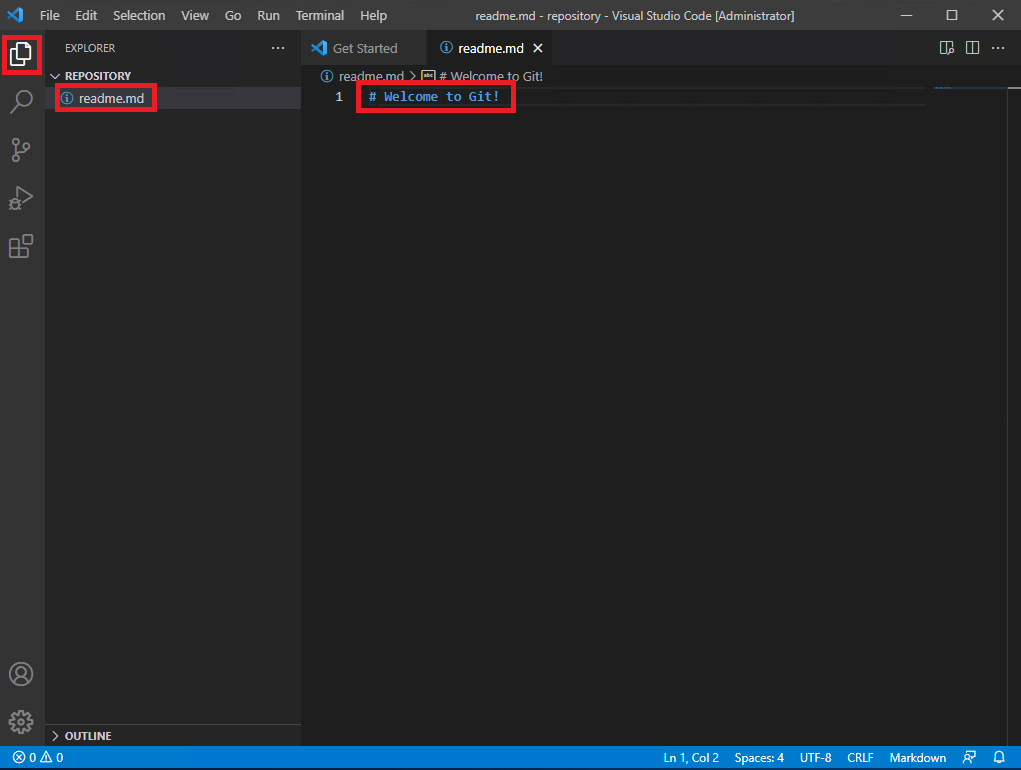 File Edit Selection View Go Run Terminal Help readme.md - repository - Visual Studio Code [Administrator]
EXPLORER
Get Started readme.md
REPOSITORY
readme.md
readme.md > abc # Welcome to Git!
1 # Welcome to Git!
OUTLINE
0 0 Ln 1, Col 2 Spaces: 4 UTF-8 CRLF Markdown